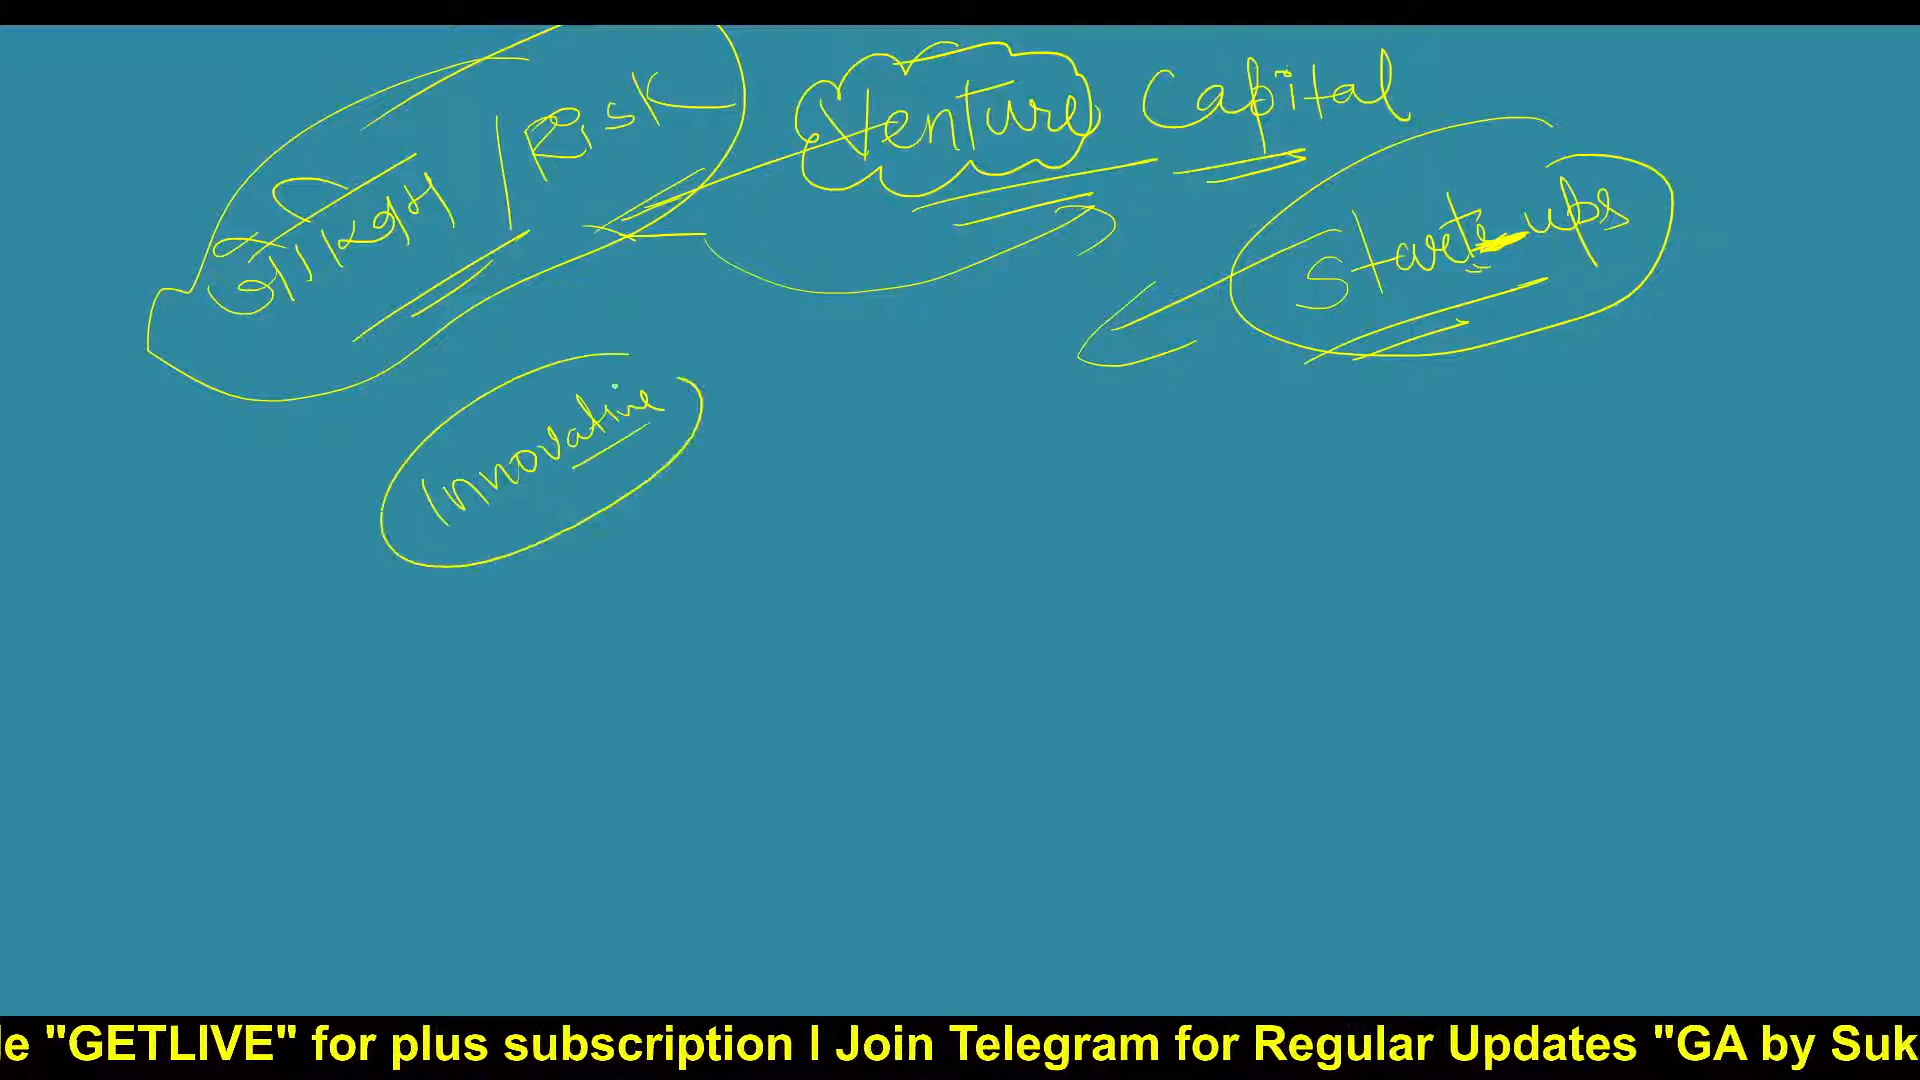 Venture Capital
जोखिम / Risk
Start-ups
Innovative
le "GETLIVE" for plus subscription I Join Telegram for Regular Updates "GA by Suk